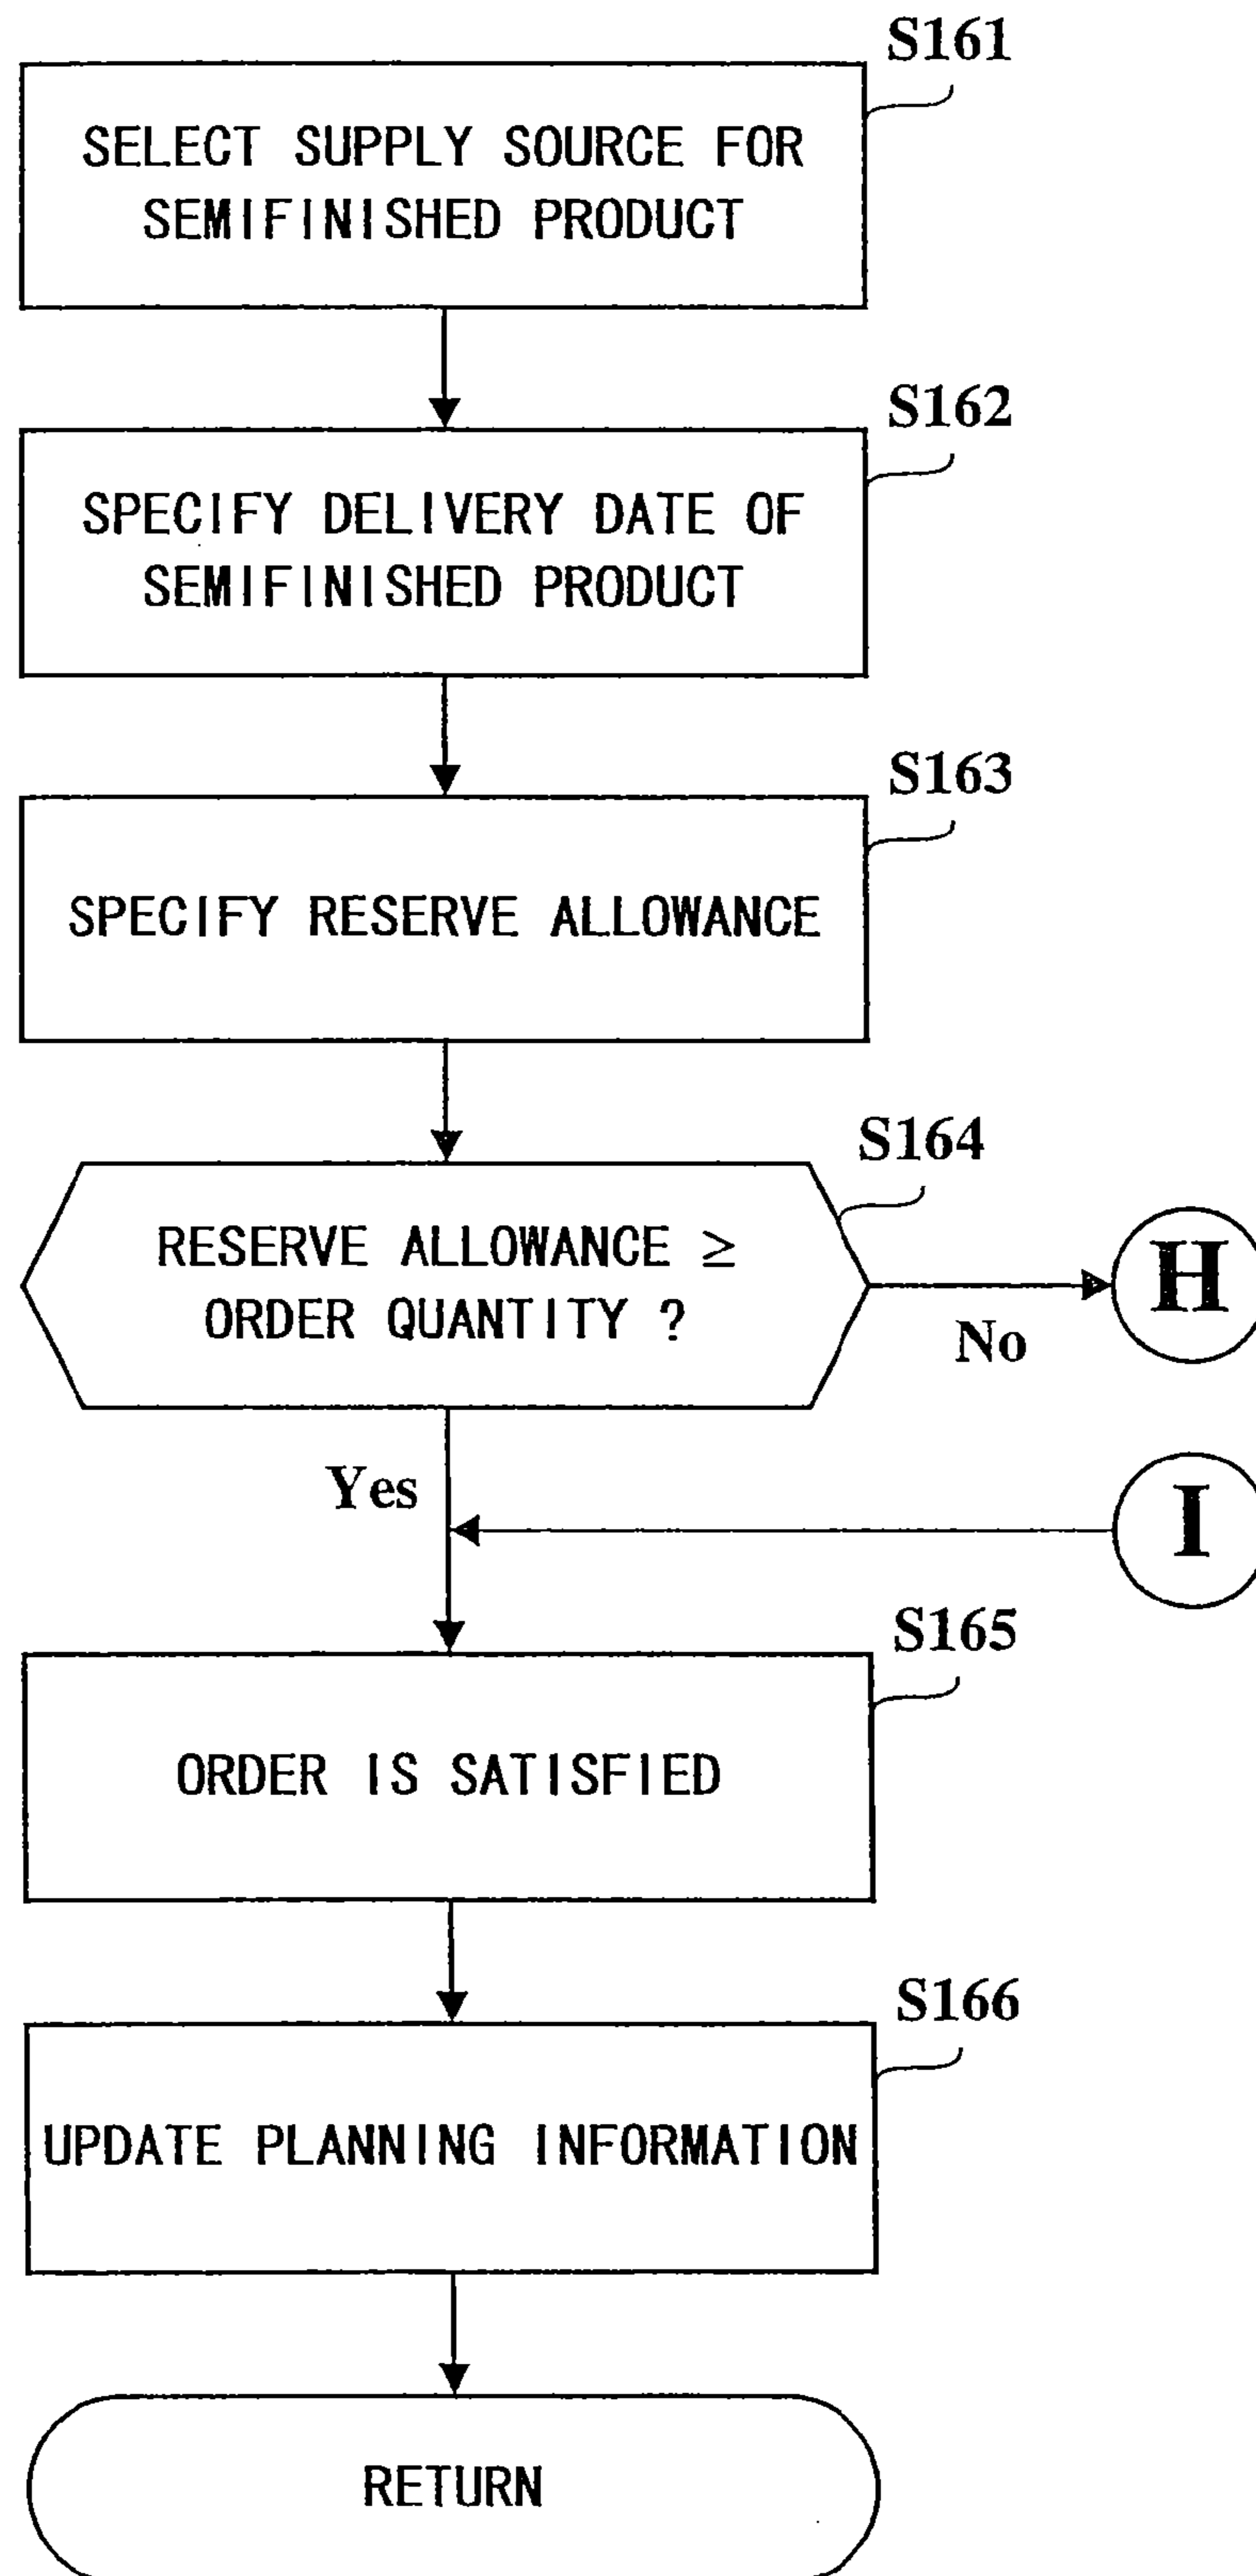 S161
SELECT SUPPLY SOURCE FOR
SEMIFINISHED PRODUCT
S162
SPECIFY DELIVERY DATE OF
SEMIFINISHED PRODUCT
S163
SPECIFY RESERVE ALLOWANCE
S164
RESERVE ALLOWANCE ≥
ORDER QUANTITY ?
H
No
Yes
I
S165
ORDER IS SATISFIED
S166
UPDATE PLANNING INFORMATION
RETURN